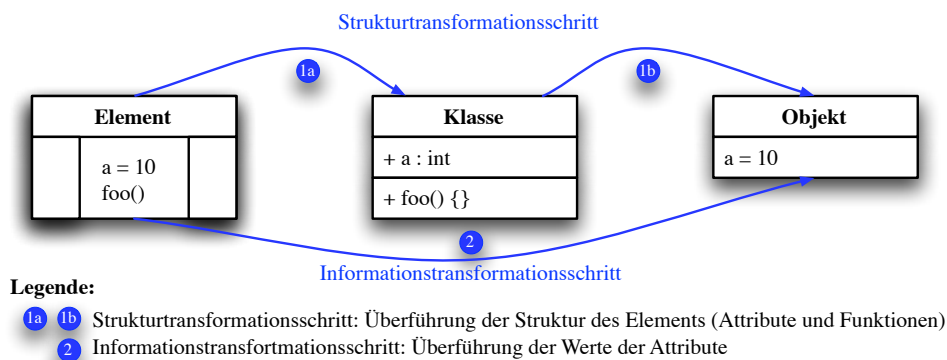 Strukturtransformationsschritt
1a
1b
Element
Klasse
Objekt
a = 10
foo()
+ a : int
+ foo() {}
a = 10
2
Informationstransformationsschritt
Legende:
1a 1b Strukturtransformationsschritt: Überführung der Struktur des Elements (Attribute und Funktionen)
2 Informationstransfortmationsschritt: Überführung der Werte der Attribute